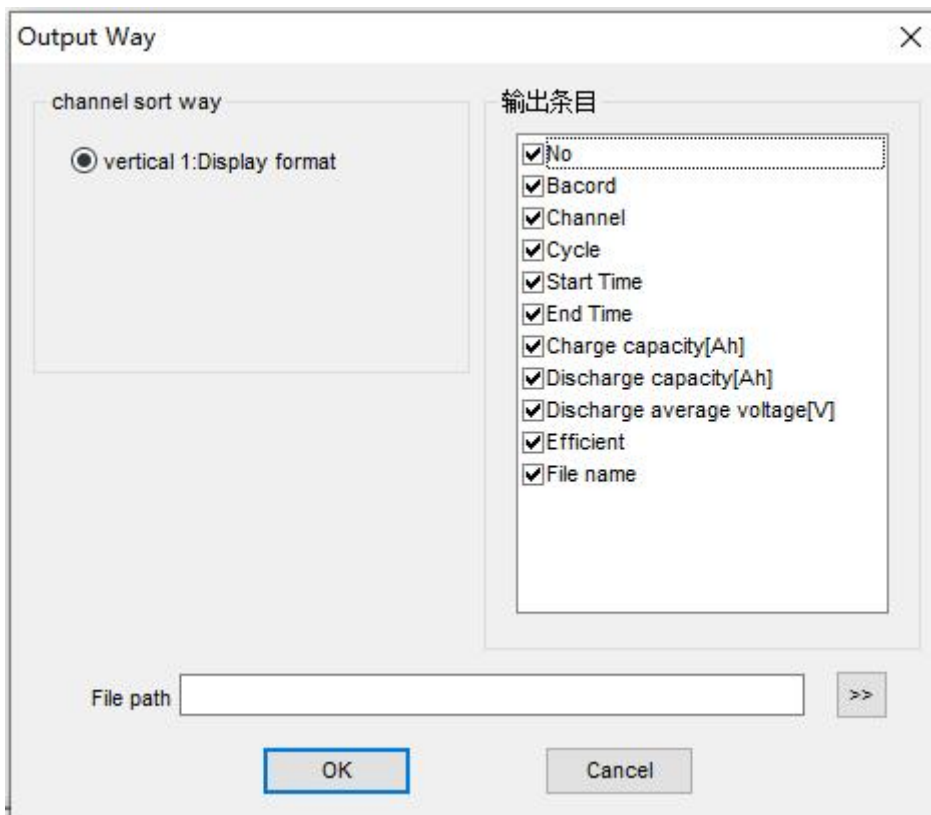 Output Way
channel sort way
vertical 1:Display format
输出条目
No
Bacord
Channel
Cycle
Start Time
End Time
Charge capacity[Ah]
Discharge capacity[Ah]
Discharge average voltage[V]
Efficient
File name
File path
>>
OK
Cancel